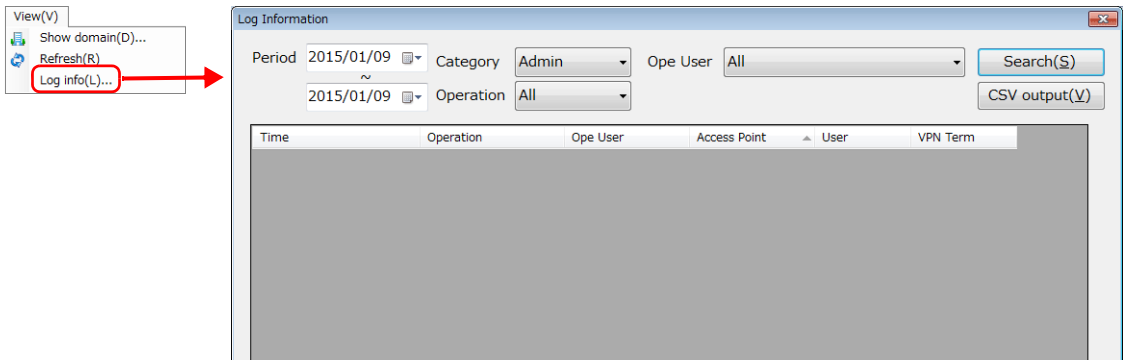 View(V)
Show domain(D)...
Refresh(R)
Log info(L)...
Log Information
Period 2015/01/09 Category Admin Ope User All Search(S)
~
2015/01/09 Operation All CSV output(V)
Time Operation Ope User Access Point User VPN Term